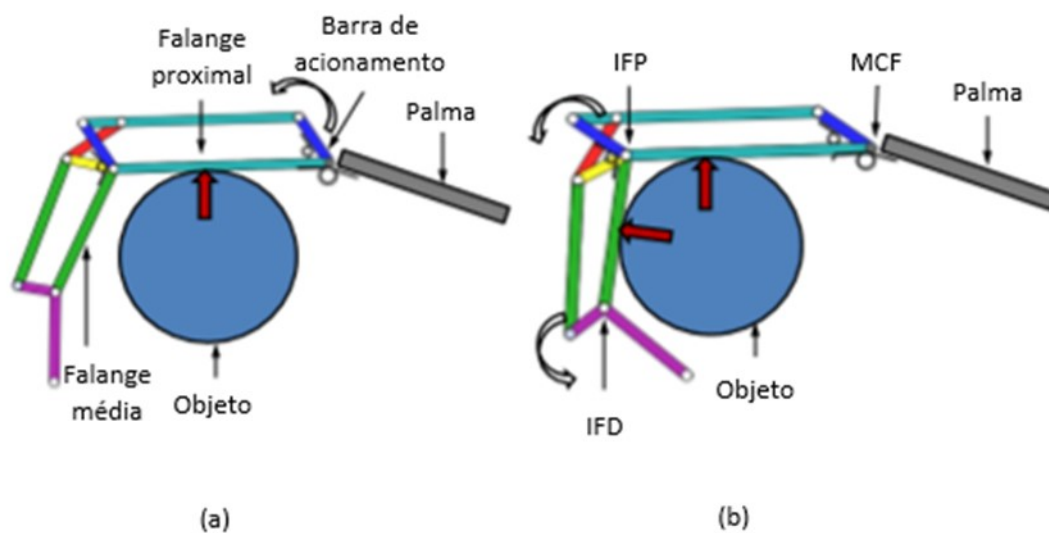 Falange
proximal
Barra de
acionamento
Palma
Falange
média
Objeto
(a)
IFP
MCF
Palma
Objeto
IFD
(b)